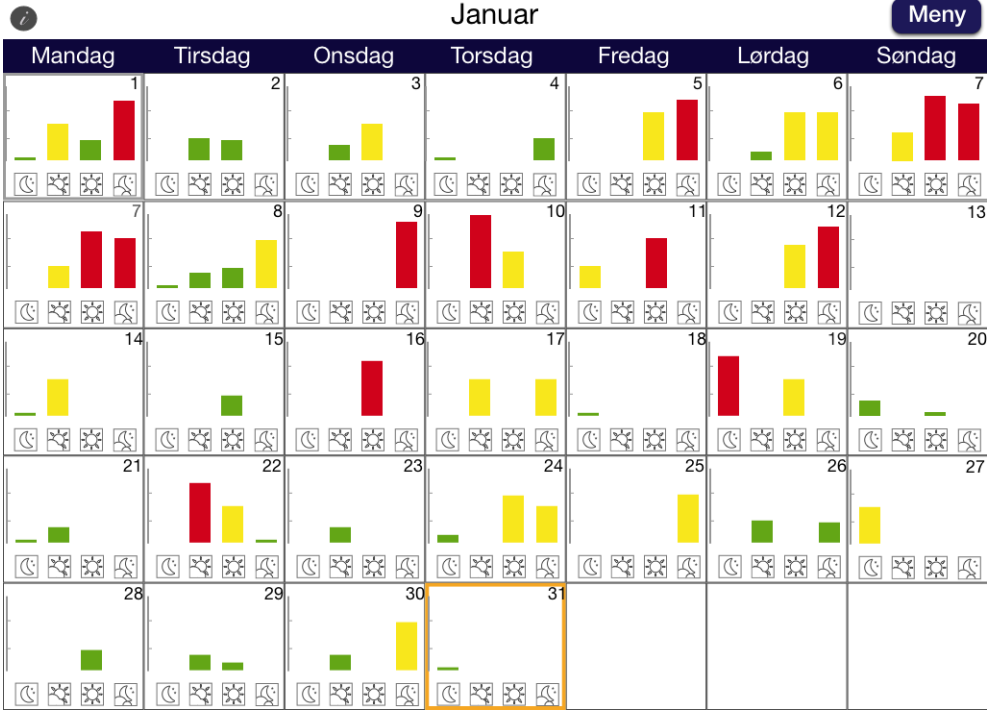 i
Januar
Meny
Mandag Tirsdag Onsdag Torsdag Fredag Lørdag Søndag
1 2 3 4 5 6 7
7 8 9 10 11 12 13
14 15 16 17 18 19 20
21 22 23 24 25 26 27
28 29 30 31